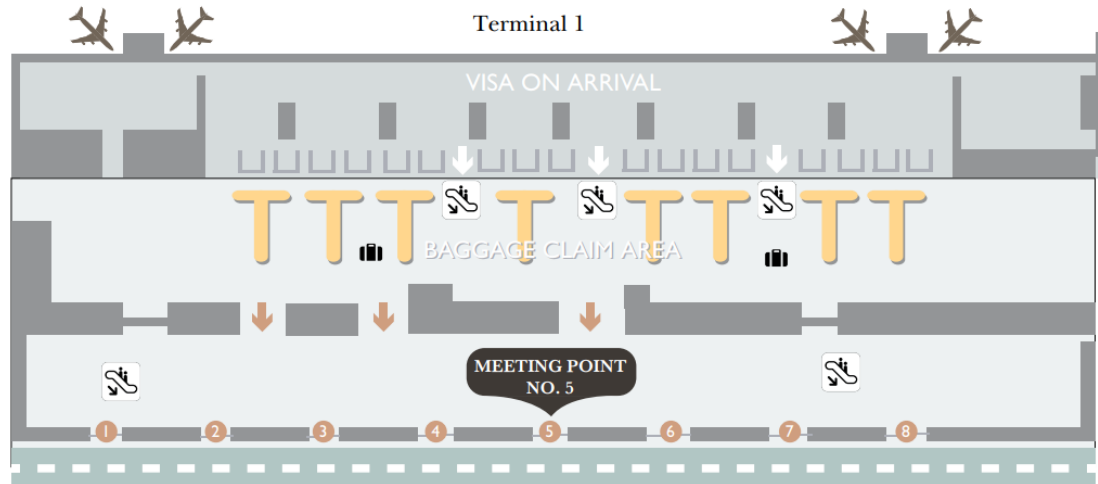 Terminal 1
VISA ON ARRIVAL
BAGGAGE CLAIM AREA
MEETING POINT
NO. 5
1 2 3 4 5 6 7 8